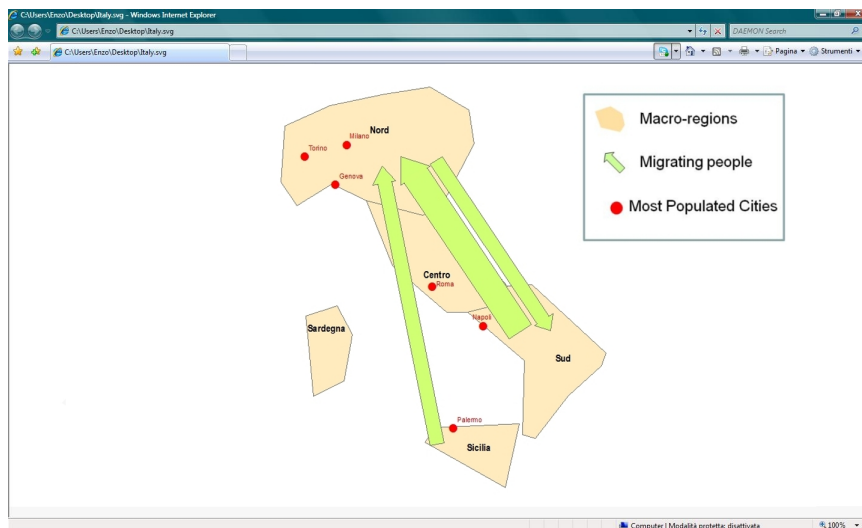 C:\Users\Enzo\Desktop\Italy.svg - Windows Internet Explorer
C:\Users\Enzo\Desktop\Italy.svg
DAEMON Search
C:\Users\Enzo\Desktop\Italy.svg
Pagina
Strumenti
Macro-regions
Migrating people
Most Populated Cities
Nord
Milano
Torino
Genova
Centro
Roma
Napoli
Sardegna
Sud
Palermo
Sicilia
Computer | Modalità protetta: disattivata
100%